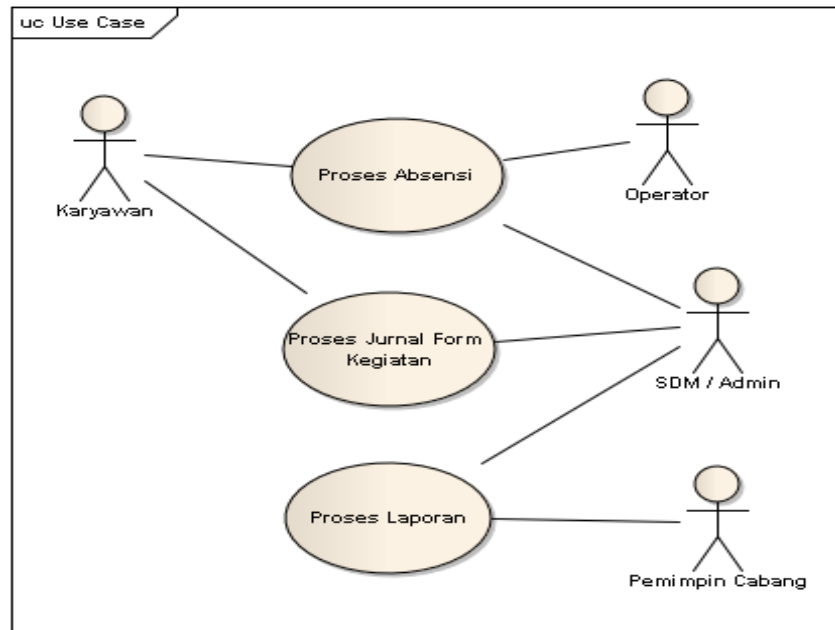 uc Use Case
Karyawan
Proses Absensi
Operator
Proses Jurnal Form
Kegiatan
SDM / Admin
Proses Laporan
Pemimpin Cabang